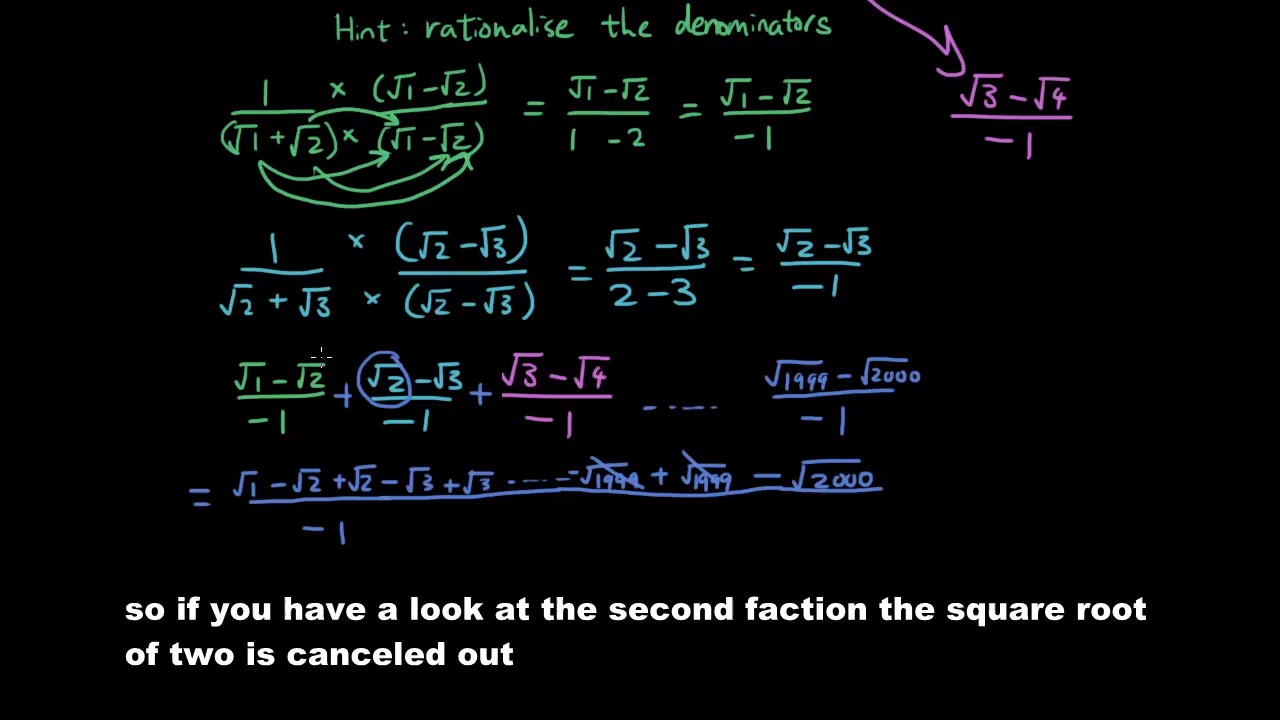 Hint : rationalise the denominators
1 × (√1 − √2) / (√1 + √2) × (√1 − √2) = √1 − √2 / 1 − 2 = √1 − √2 / −1
√3 − √4 / −1
1 × (√2 − √3) / √2 + √3 × (√2 − √3) = √2 − √3 / 2 − 3 = √2 − √3 / −1
√1 − √2 / −1 + √2 − √3 / −1 + √3 − √4 / −1 ..... √1999 − √2000 / −1
= √1 − √2 + √2 − √3 + √3 ..... − √1999 + √1999 − √2000 / −1
so if you have a look at the second faction the square root
of two is canceled out